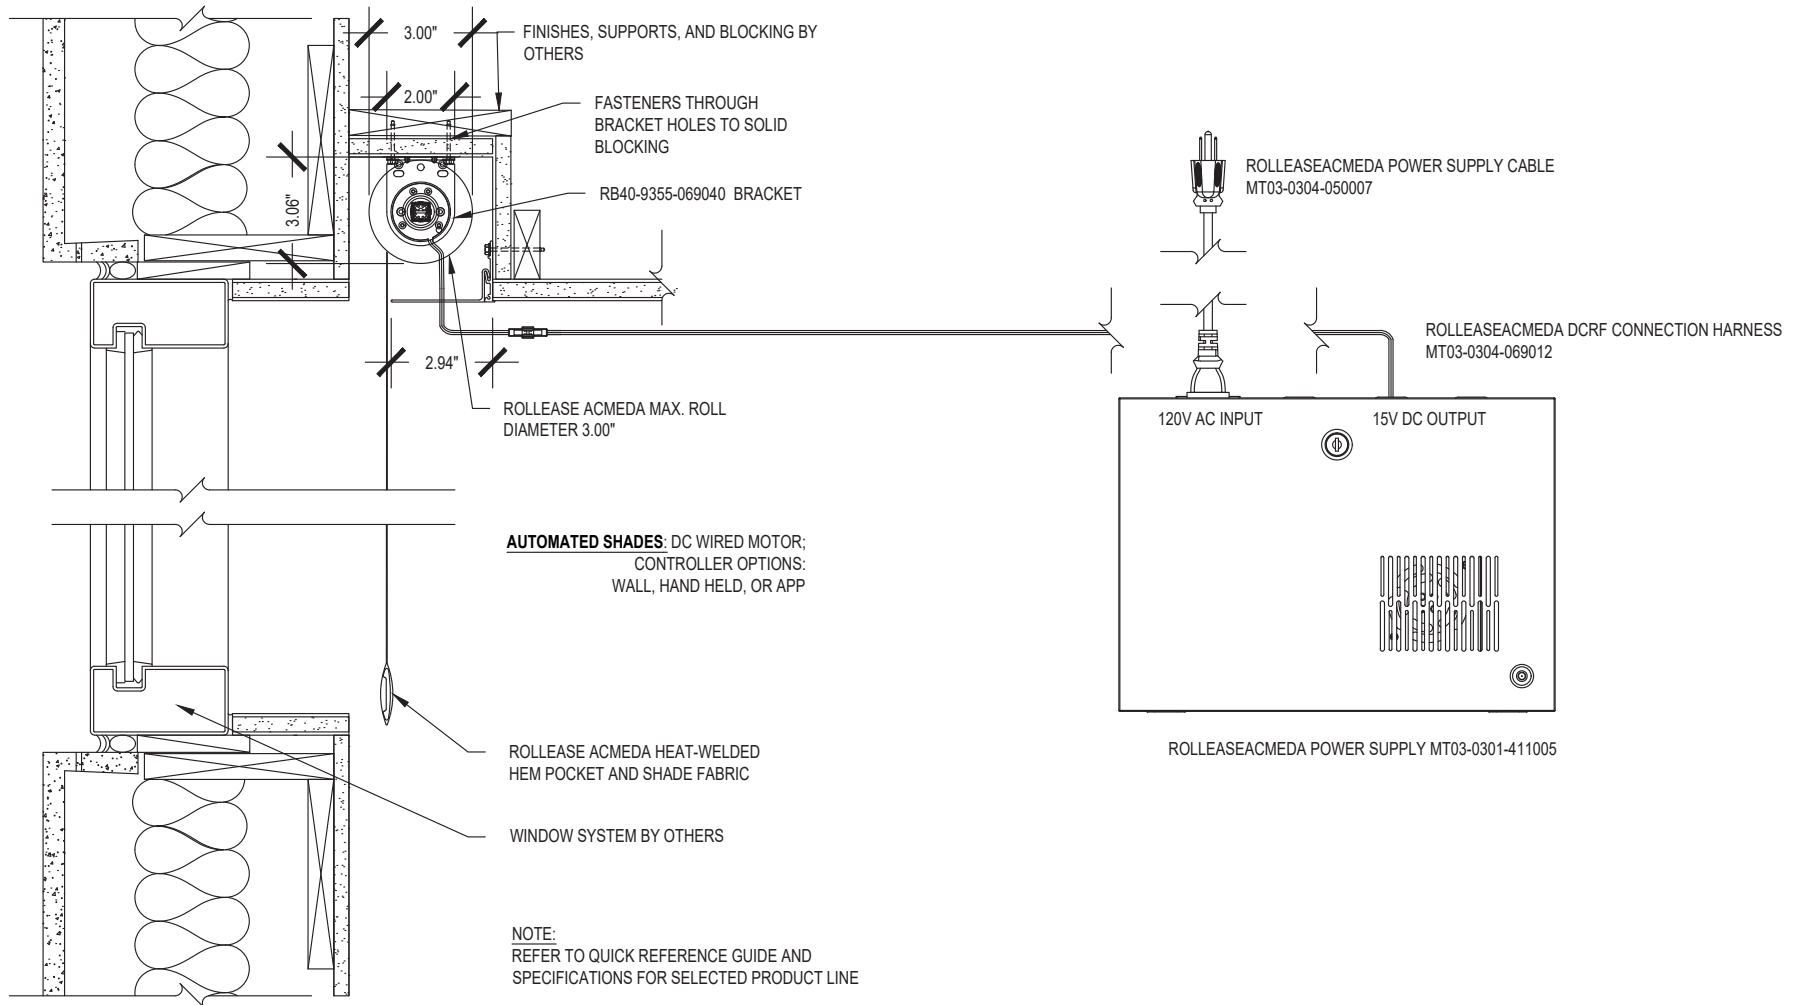 3.00"
FINISHES, SUPPORTS, AND BLOCKING BY
OTHERS
2.00"
FASTENERS THROUGH
BRACKET HOLES TO SOLID
BLOCKING
3.06"
RB40-9355-069040 BRACKET
ROLLEASEACMEDA POWER SUPPLY CABLE
MT03-0304-050007
2.94"
ROLLEASE ACMEDA MAX. ROLL
DIAMETER 3.00"
ROLLEASEACMEDA DCRF CONNECTION HARNESS
MT03-0304-069012
120V AC INPUT
15V DC OUTPUT
AUTOMATED SHADES: DC WIRED MOTOR;
CONTROLLER OPTIONS:
WALL, HAND HELD, OR APP
ROLLEASE ACMEDA HEAT-WELDED
HEM POCKET AND SHADE FABRIC
ROLLEASEACMEDA POWER SUPPLY MT03-0301-411005
WINDOW SYSTEM BY OTHERS
NOTE:
REFER TO QUICK REFERENCE GUIDE AND
SPECIFICATIONS FOR SELECTED PRODUCT LINE